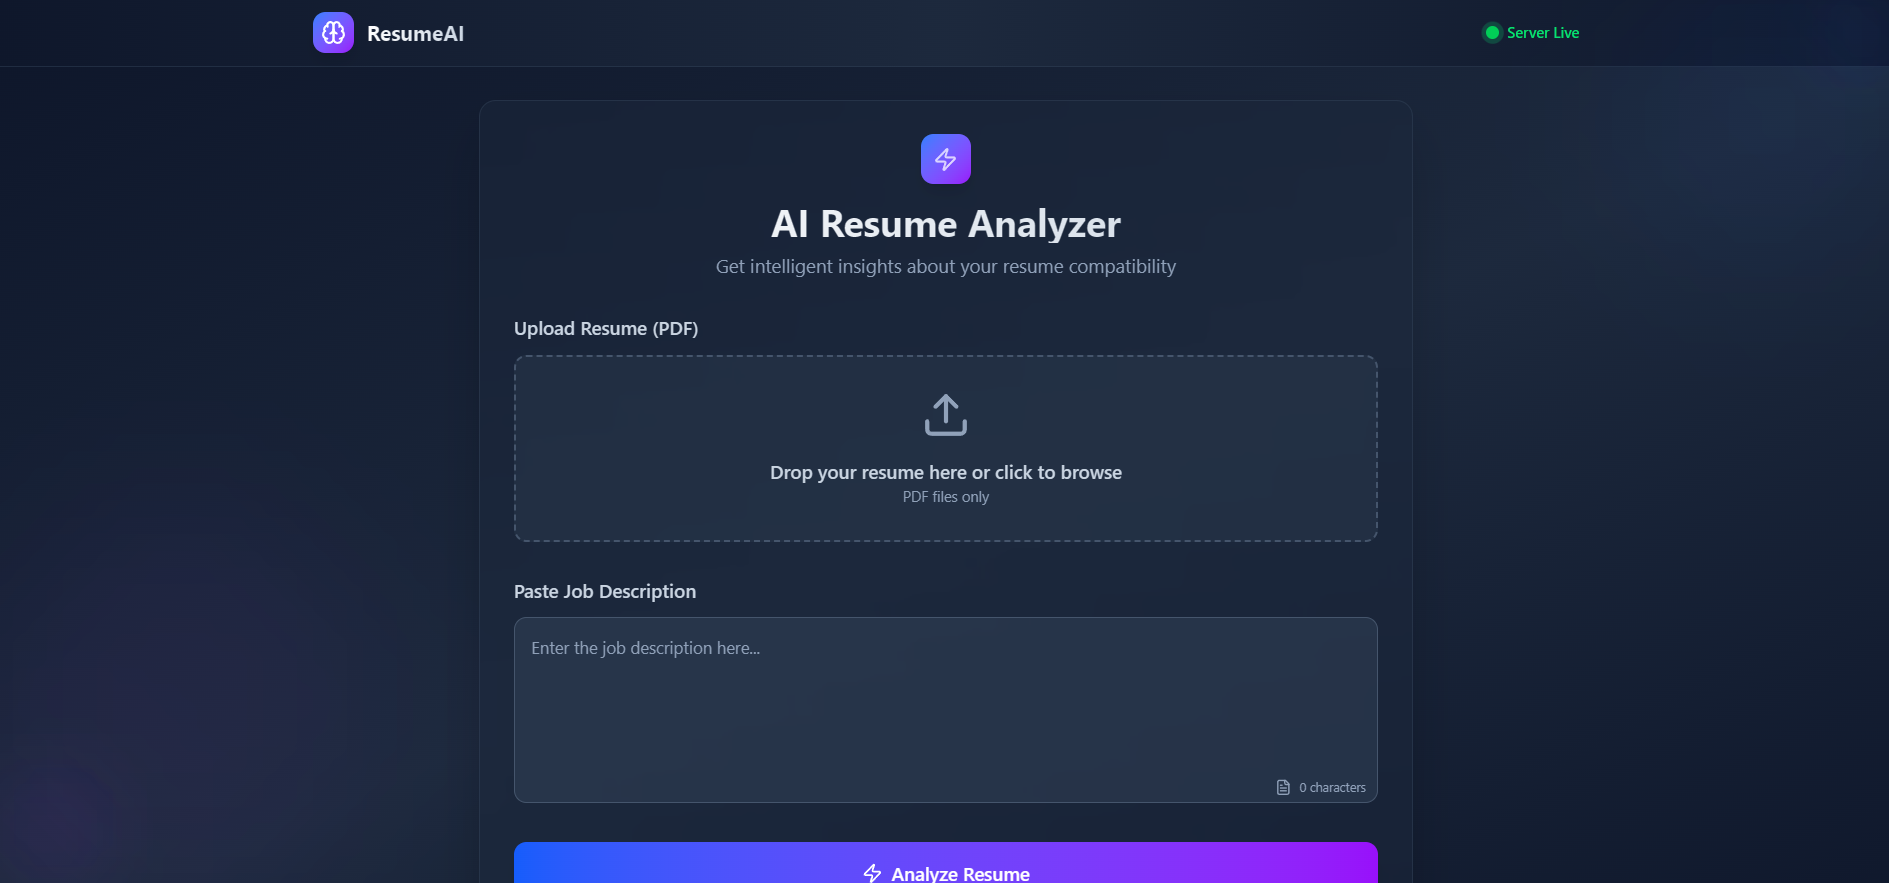 ResumeAI
Server Live
AI Resume Analyzer
Get intelligent insights about your resume compatibility
Upload Resume (PDF)
Drop your resume here or click to browse
PDF files only
Paste Job Description
Enter the job description here...
0 characters
Analyze Resume